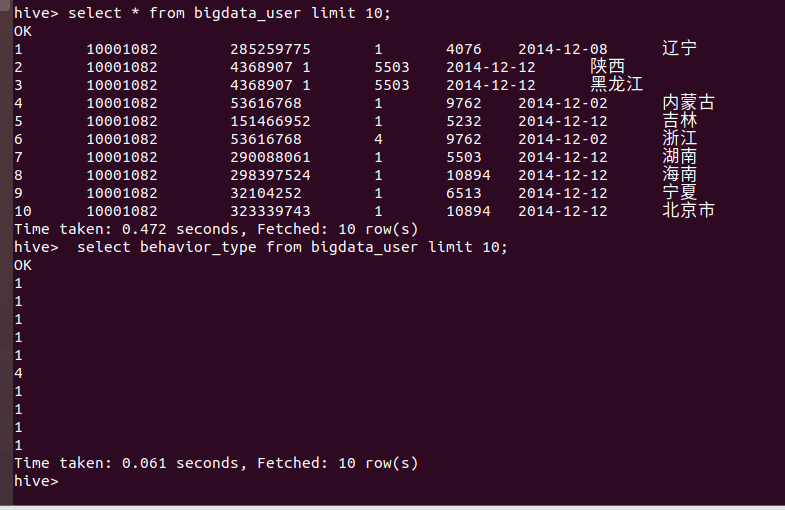 hive> select * from bigdata_user limit 10;
OK
1	10001082	285259775	1	4076	2014-12-08	辽宁
2	10001082	4368907 1	5503	2014-12-12	陕西
3	10001082	4368907 1	5503	2014-12-12	黑龙江
4	10001082	53616768	1	9762	2014-12-02	内蒙古
5	10001082	151466952	1	5232	2014-12-12	吉林
6	10001082	53616768	4	9762	2014-12-02	浙江
7	10001082	290088061	1	5503	2014-12-12	湖南
8	10001082	298397524	1	10894	2014-12-12	海南
9	10001082	32104252	1	6513	2014-12-12	宁夏
10	10001082	323339743	1	10894	2014-12-12	北京市
Time taken: 0.472 seconds, Fetched: 10 row(s)
hive>  select behavior_type from bigdata_user limit 10;
OK
1
1
1
1
1
4
1
1
1
1
Time taken: 0.061 seconds, Fetched: 10 row(s)
hive>